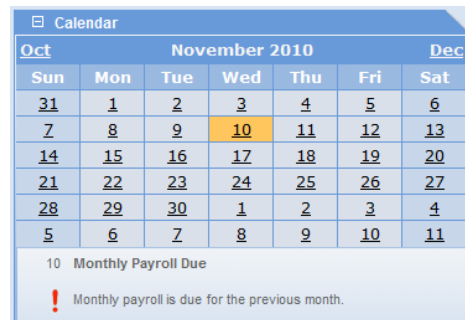 Calendar
Oct November 2010 Dec
Sun Mon Tue Wed Thu Fri Sat
31 1 2 3 4 5 6
7 8 9 10 11 12 13
14 15 16 17 18 19 20
21 22 23 24 25 26 27
28 29 30 1 2 3 4
5 6 7 8 9 10 11
10 Monthly Payroll Due
Monthly payroll is due for the previous month.